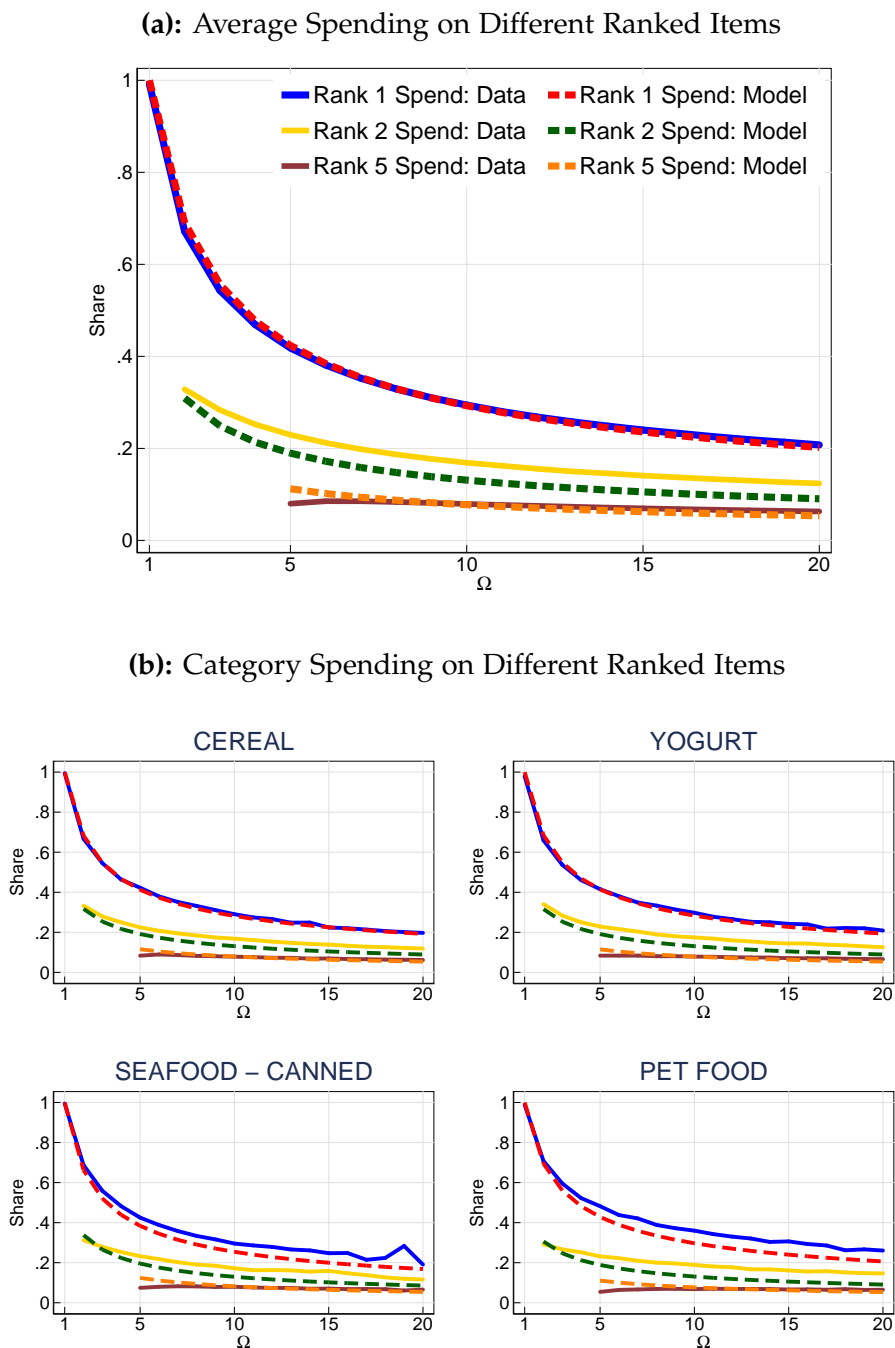 (a): Average Spending on Different Ranked Items
Rank 1 Spend: Data Rank 1 Spend: Model
Rank 2 Spend: Data Rank 2 Spend: Model
Rank 5 Spend: Data Rank 5 Spend: Model
Share
1
.8
.6
.4
.2
0
1 5 10 15 20
Ω
(b): Category Spending on Different Ranked Items
CEREAL
Share
1
.8
.6
.4
.2
0
1 5 10 15 20
Ω
YOGURT
Share
1
.8
.6
.4
.2
0
1 5 10 15 20
Ω
SEAFOOD − CANNED
Share
1
.8
.6
.4
.2
0
1 5 10 15 20
Ω
PET FOOD
Share
1
.8
.6
.4
.2
0
1 5 10 15 20
Ω